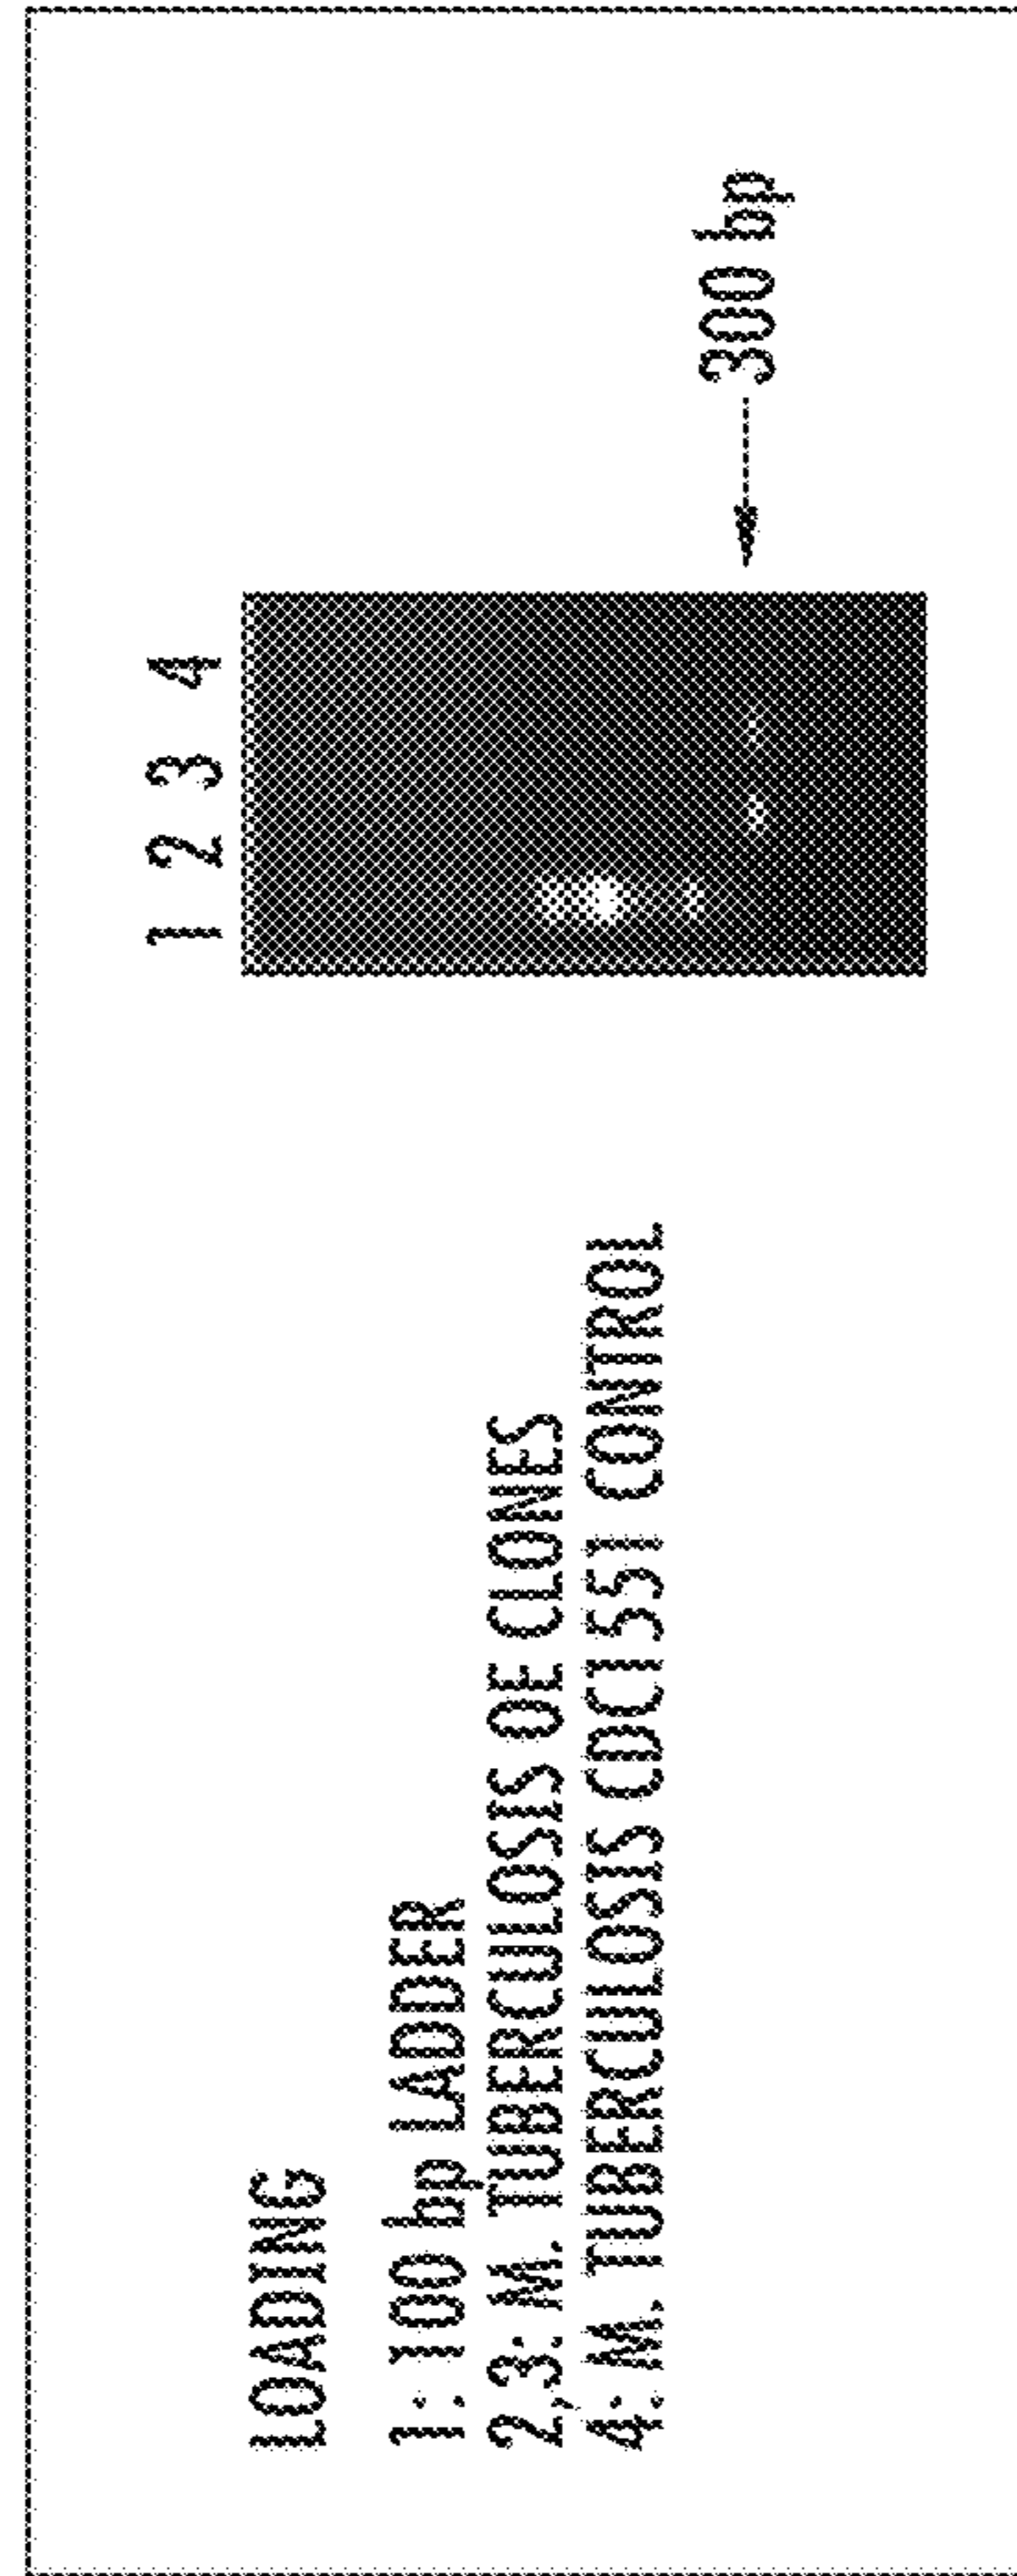 LOADING
1: 100 bp LADDER
2,3: M. TUBERCULOSIS OE CLONES
4: M. TUBERCULOSIS CDC1551 CONTROL
1 2 3 4
300 bp